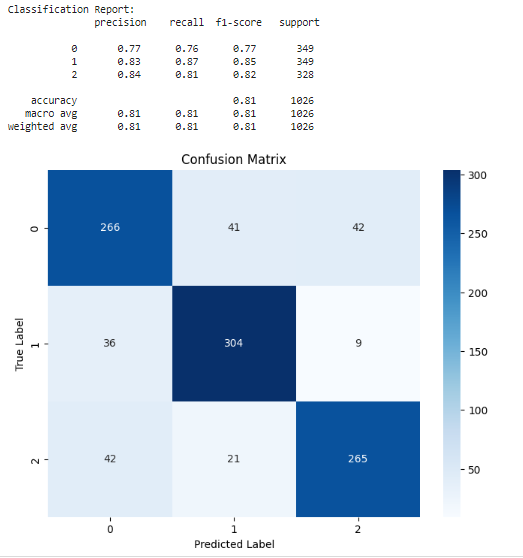 Classification Report:
precision recall f1-score support
0 0.77 0.76 0.77 349
1 0.83 0.87 0.85 349
2 0.84 0.81 0.82 328
accuracy 0.81 1026
macro avg 0.81 0.81 0.81 1026
weighted avg 0.81 0.81 0.81 1026
Confusion Matrix
0 266 41 42
1 36 304 9
2 42 21 265
0 1 2
True Label
Predicted Label
300
250
200
150
100
50